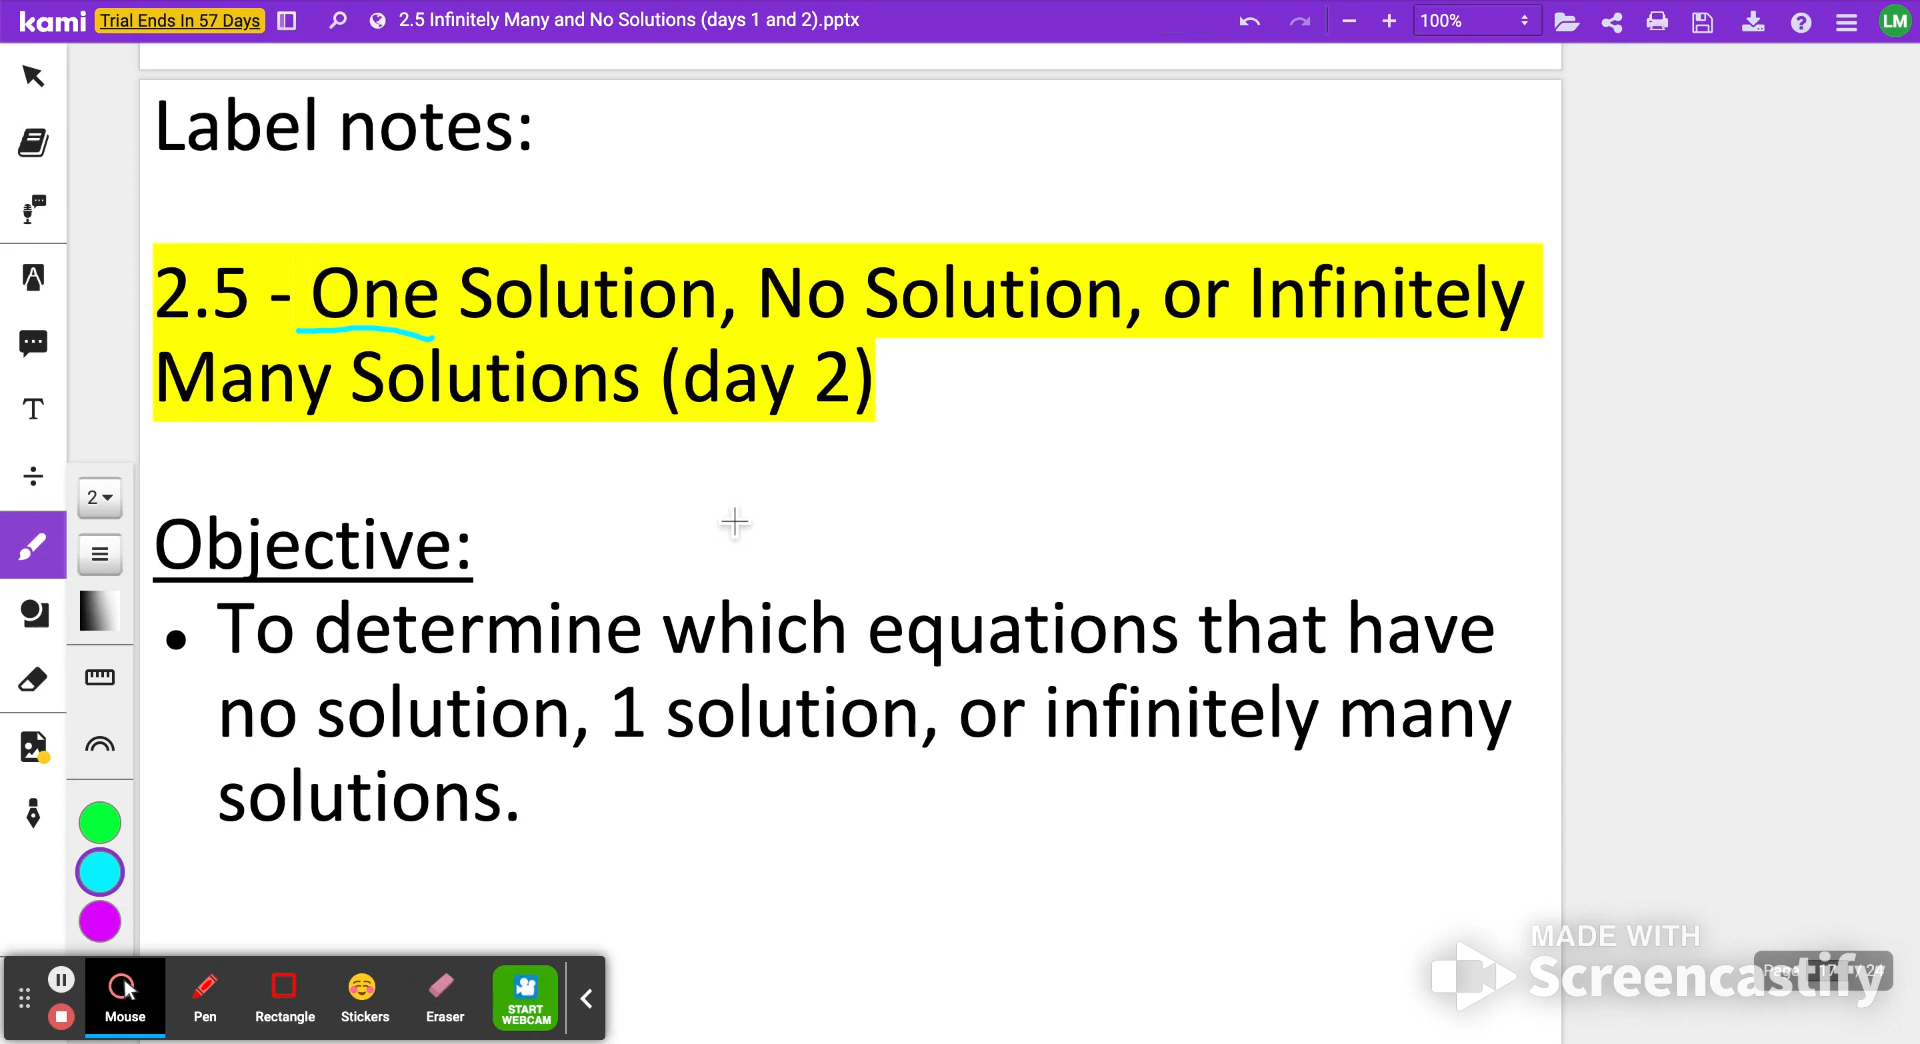 kami Trial Ends In 57 Days 2.5 Infinitely Many and No Solutions (days 1 and 2).pptx 100% LM
Label notes:
2.5 - One Solution, No Solution, or Infinitely
Many Solutions (day 2)
Objective:
• To determine which equations that have
no solution, 1 solution, or infinitely many
solutions.
T
2
MADE WITH
Screencastify
Page 17 / 24
Mouse Pen Rectangle Stickers Eraser START
WEBCAM